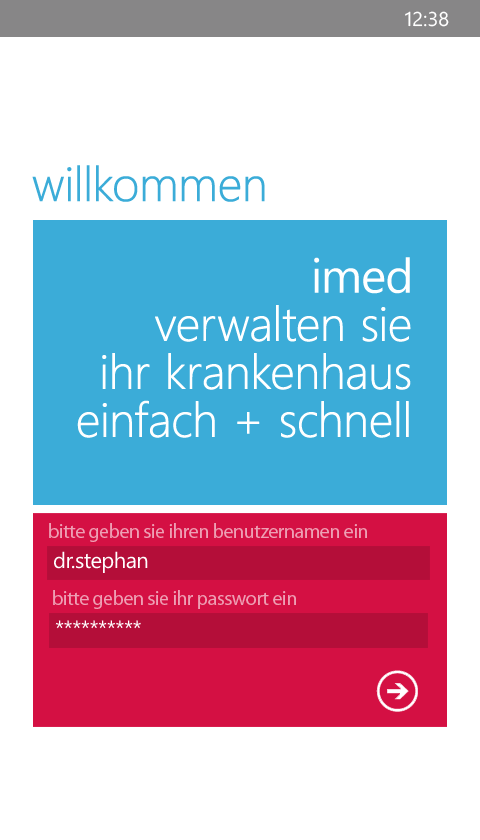 12:38
willkommen
imed
verwalten sie
ihr krankenhaus
einfach + schnell
bitte geben sie ihren benutzernamen ein
dr.stephan
bitte geben sie ihr passwort ein
**********